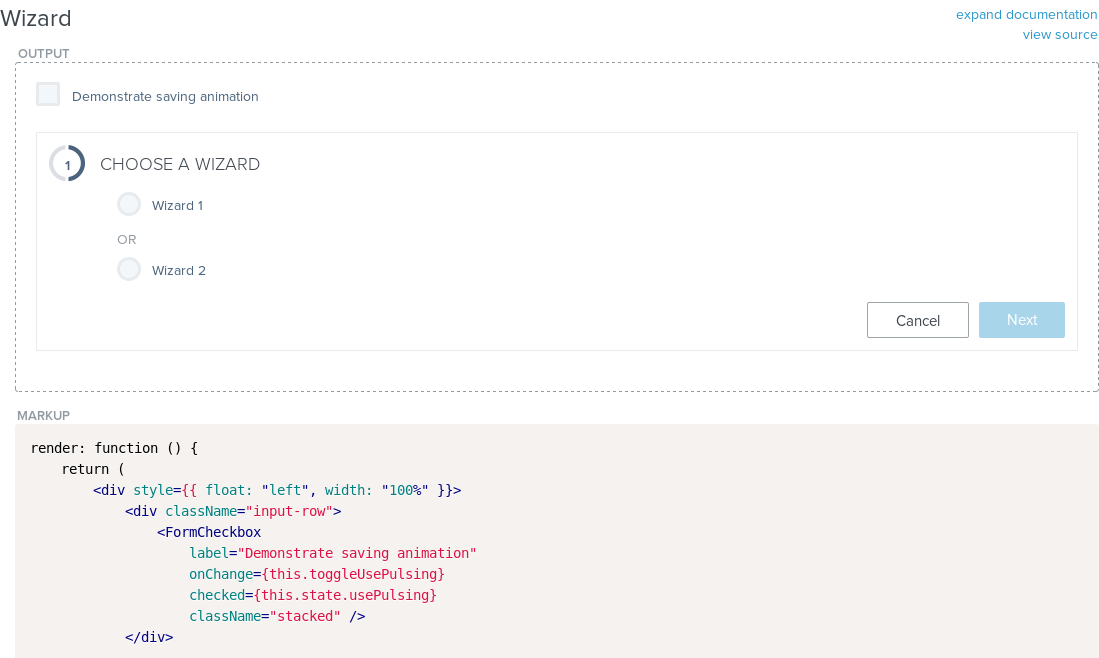 Wizard
expand documentation
view source
OUTPUT
Demonstrate saving animation
1 CHOOSE A WIZARD
Wizard 1
OR
Wizard 2
Cancel Next
MARKUP
render: function () {
    return (
        <div style={{ float: "left", width: "100%" }}>
            <div className="input-row">
                <FormCheckbox
                    label="Demonstrate saving animation"
                    onChange={this.toggleUsePulsing}
                    checked={this.state.usePulsing}
                    className="stacked" />
            </div>